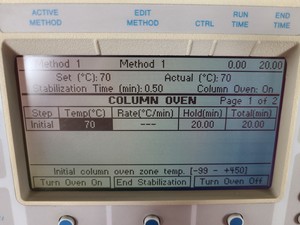 ACTIVE METHOD EDIT METHOD CTRL RUN TIME END TIME
Method 1 Method 1 0.00 20.00
Set (°C): 70 Actual (°C): 70
Stabilization Time (min): 0.50 Column Oven: On
COLUMN OVEN Page 1 of 2
Step Temp(°C) Rate(°C/min) Hold(min) Total(min)
Initial 70 --- 20.00 20.00
Initial column oven zone temp. [-99 - +450]
Turn Oven On End Stabilization Turn Oven Off